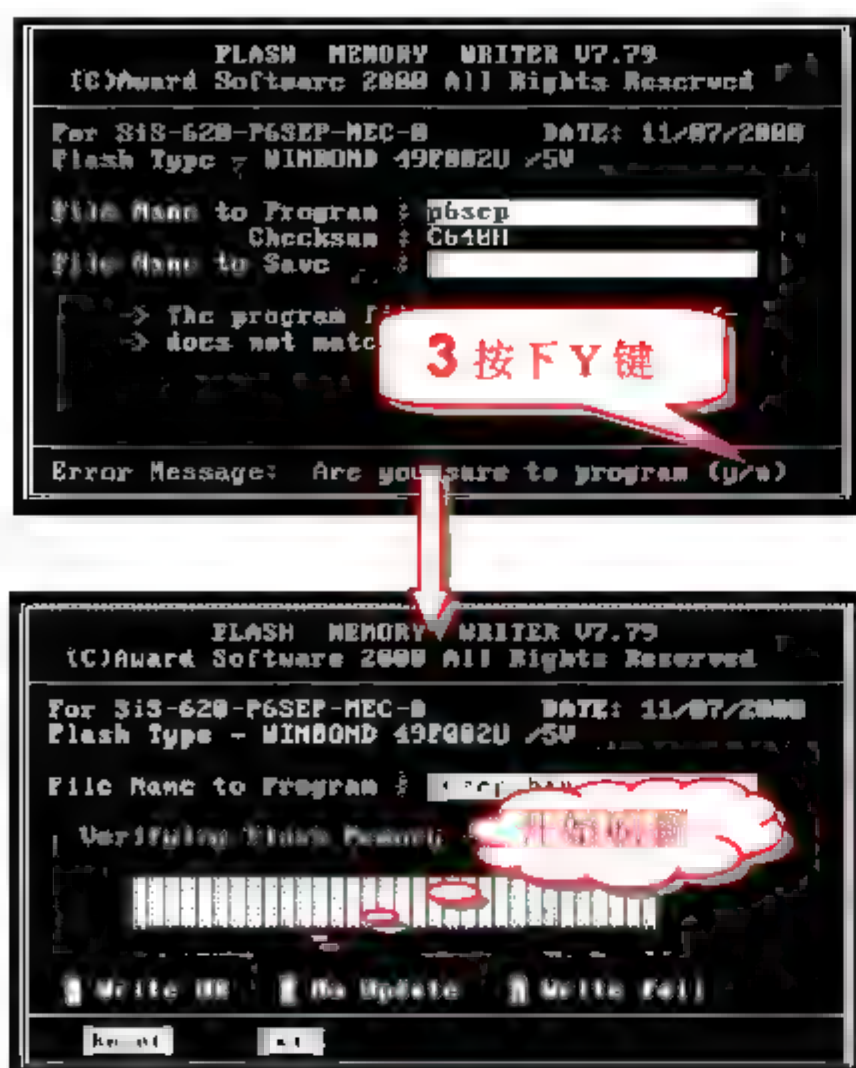 FLASH MEMORY WRITER V7.79
(C)Award Software 2000 All Rights Reserved
For SiS-620-P6SEP-MEC-0 DATE: 11/07/2000
Flash Type - WINBOND 49F002U /5V
File Name to Program : p6sep
Checksum : C648H
File Name to Save :
-> The program
-> does not matc
3 按下 Y 键
Error Message: Are you sure to program (y/n)
FLASH MEMORY WRITER V7.79
(C)Award Software 2000 All Rights Reserved
For SiS-620-P6SEP-MEC-0 DATE: 11/07/2000
Flash Type - WINBOND 49F002U /5V
File Name to Program :
Verifying Flash Memory
Write OK No Update Write Fail